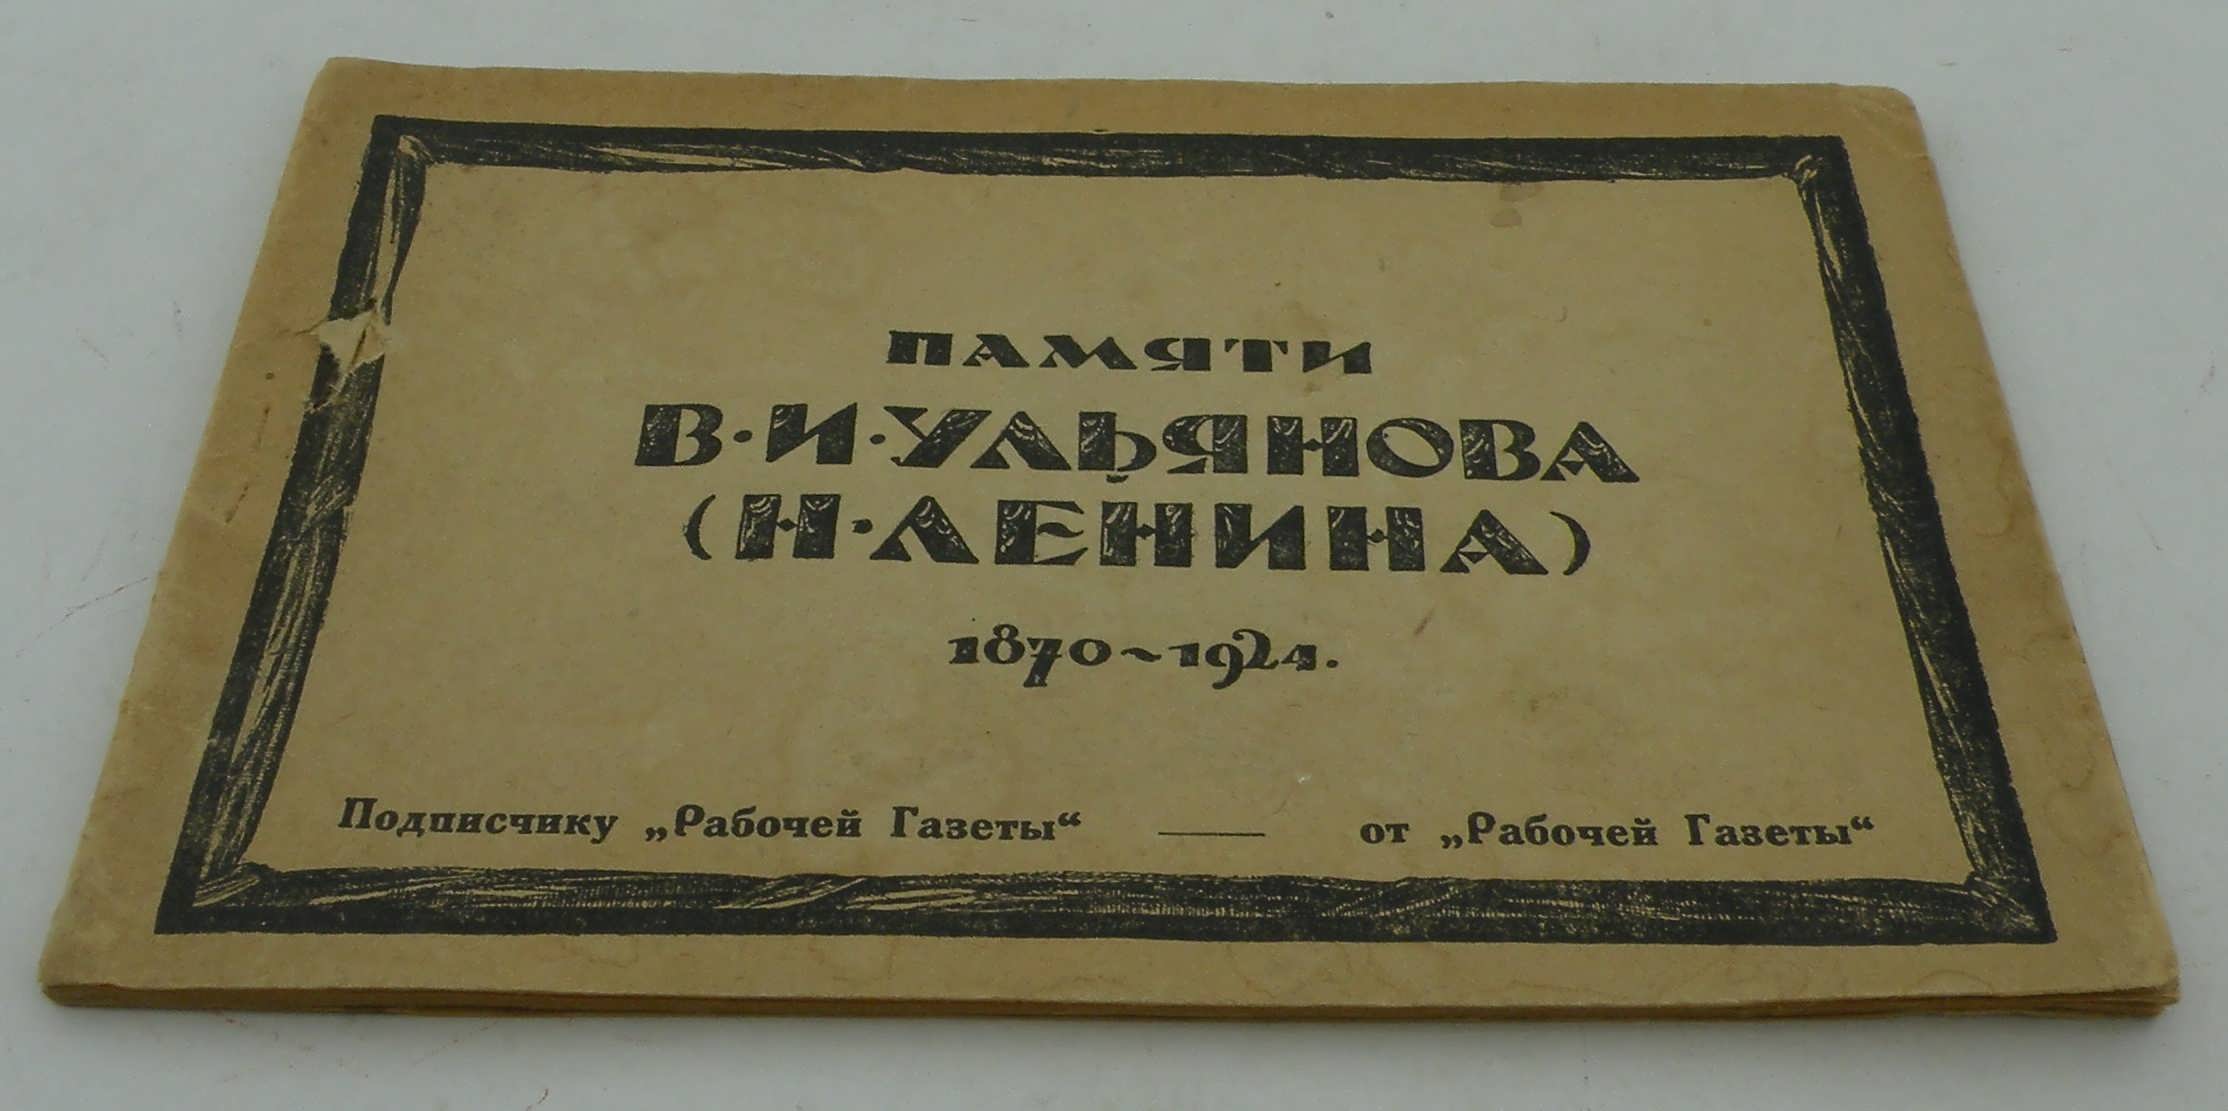 ПАМЯТИ
В·И·УЛЬЯНОВА
(Н·ЛЕНИНА)
1870~1924.
Подписчику „Рабочей Газеты“ —— от „Рабочей Газеты“